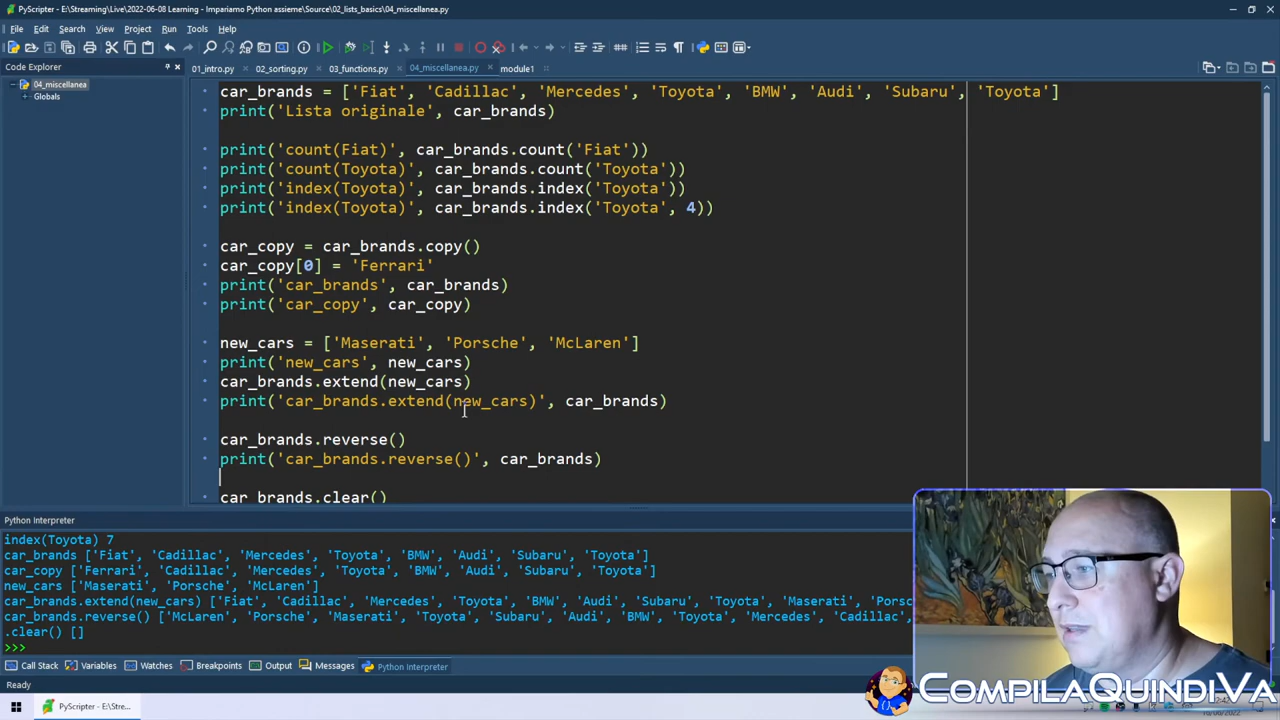 PyScripter - E:\Streaming\Live\2022-06-08 Learning - Impariamo Python assieme\Source\02_lists_basics\04_miscellanea.py
File Edit Search View Project Run Tools Help
Code Explorer
01_intro.py 02_sorting.py 03_functions.py 04_miscellanea.py module1
04_miscellanea
Globals
car_brands = ['Fiat', 'Cadillac', 'Mercedes', 'Toyota', 'BMW', 'Audi', 'Subaru', 'Toyota']
print('Lista originale', car_brands)
print('count(Fiat)', car_brands.count('Fiat'))
print('count(Toyota)', car_brands.count('Toyota'))
print('index(Toyota)', car_brands.index('Toyota'))
print('index(Toyota)', car_brands.index('Toyota', 4))
car_copy = car_brands.copy()
car_copy[0] = 'Ferrari'
print('car_brands', car_brands)
print('car_copy', car_copy)
new_cars = ['Maserati', 'Porsche', 'McLaren']
print('new_cars', new_cars)
car_brands.extend(new_cars)
print('car_brands.extend(new_cars)', car_brands)
car_brands.reverse()
print('car_brands.reverse()', car_brands)
car_brands.clear()
Python Interpreter
index(Toyota) 7
car_brands ['Fiat', 'Cadillac', 'Mercedes', 'Toyota', 'BMW', 'Audi', 'Subaru', 'Toyota']
car_copy ['Ferrari', 'Cadillac', 'Mercedes', 'Toyota', 'BMW', 'Audi', 'Subaru', 'Toyota']
new_cars ['Maserati', 'Porsche', 'McLaren']
car_brands.extend(new_cars) ['Fiat', 'Cadillac', 'Mercedes', 'Toyota', 'BMW', 'Audi', 'Subaru', 'Toyota', 'Maserati', 'Porsc
car_brands.reverse() ['McLaren', 'Porsche', 'Maserati', 'Toyota', 'Subaru', 'Audi', 'BMW', 'Toyota', 'Mercedes', 'Cadillac',
.clear() []
>>>
Call Stack Variables Watches Breakpoints Output Messages Python Interpreter
Ready
COMPILAQUINDIVA
PyScripter - E:\Stre...